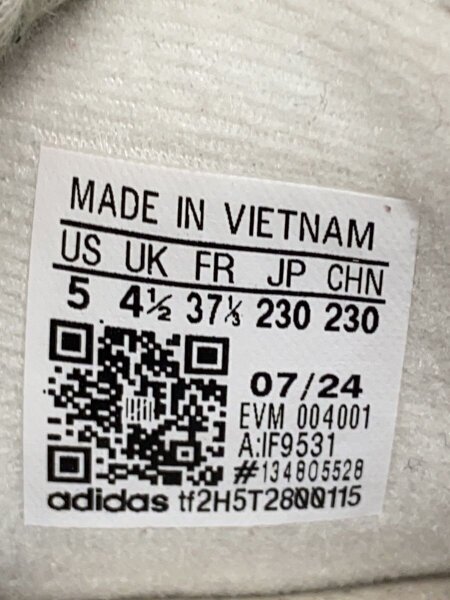 MADE IN VIETNAM
US UK FR JP CHN
5 4½ 37⅓ 230 230
07/24
EVM 004001
A:IF9531
#134805528
adidas tf2H5T2800115